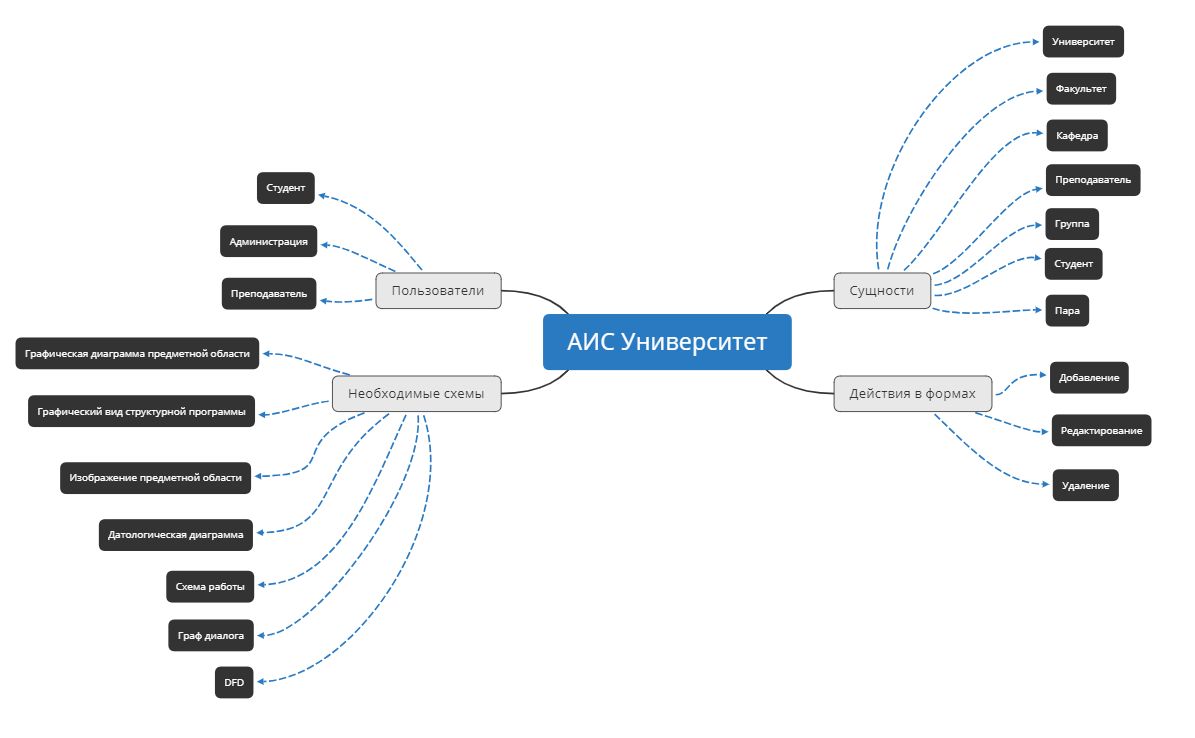 АИС Университет
Пользователи
Студент
Администрация
Преподаватель
Необходимые схемы
Графическая диаграмма предметной области
Графический вид структурной программы
Изображение предметной области
Датологическая диаграмма
Схема работы
Граф диалога
DFD
Сущности
Университет
Факультет
Кафедра
Преподаватель
Группа
Студент
Пара
Действия в формах
Добавление
Редактирование
Удаление